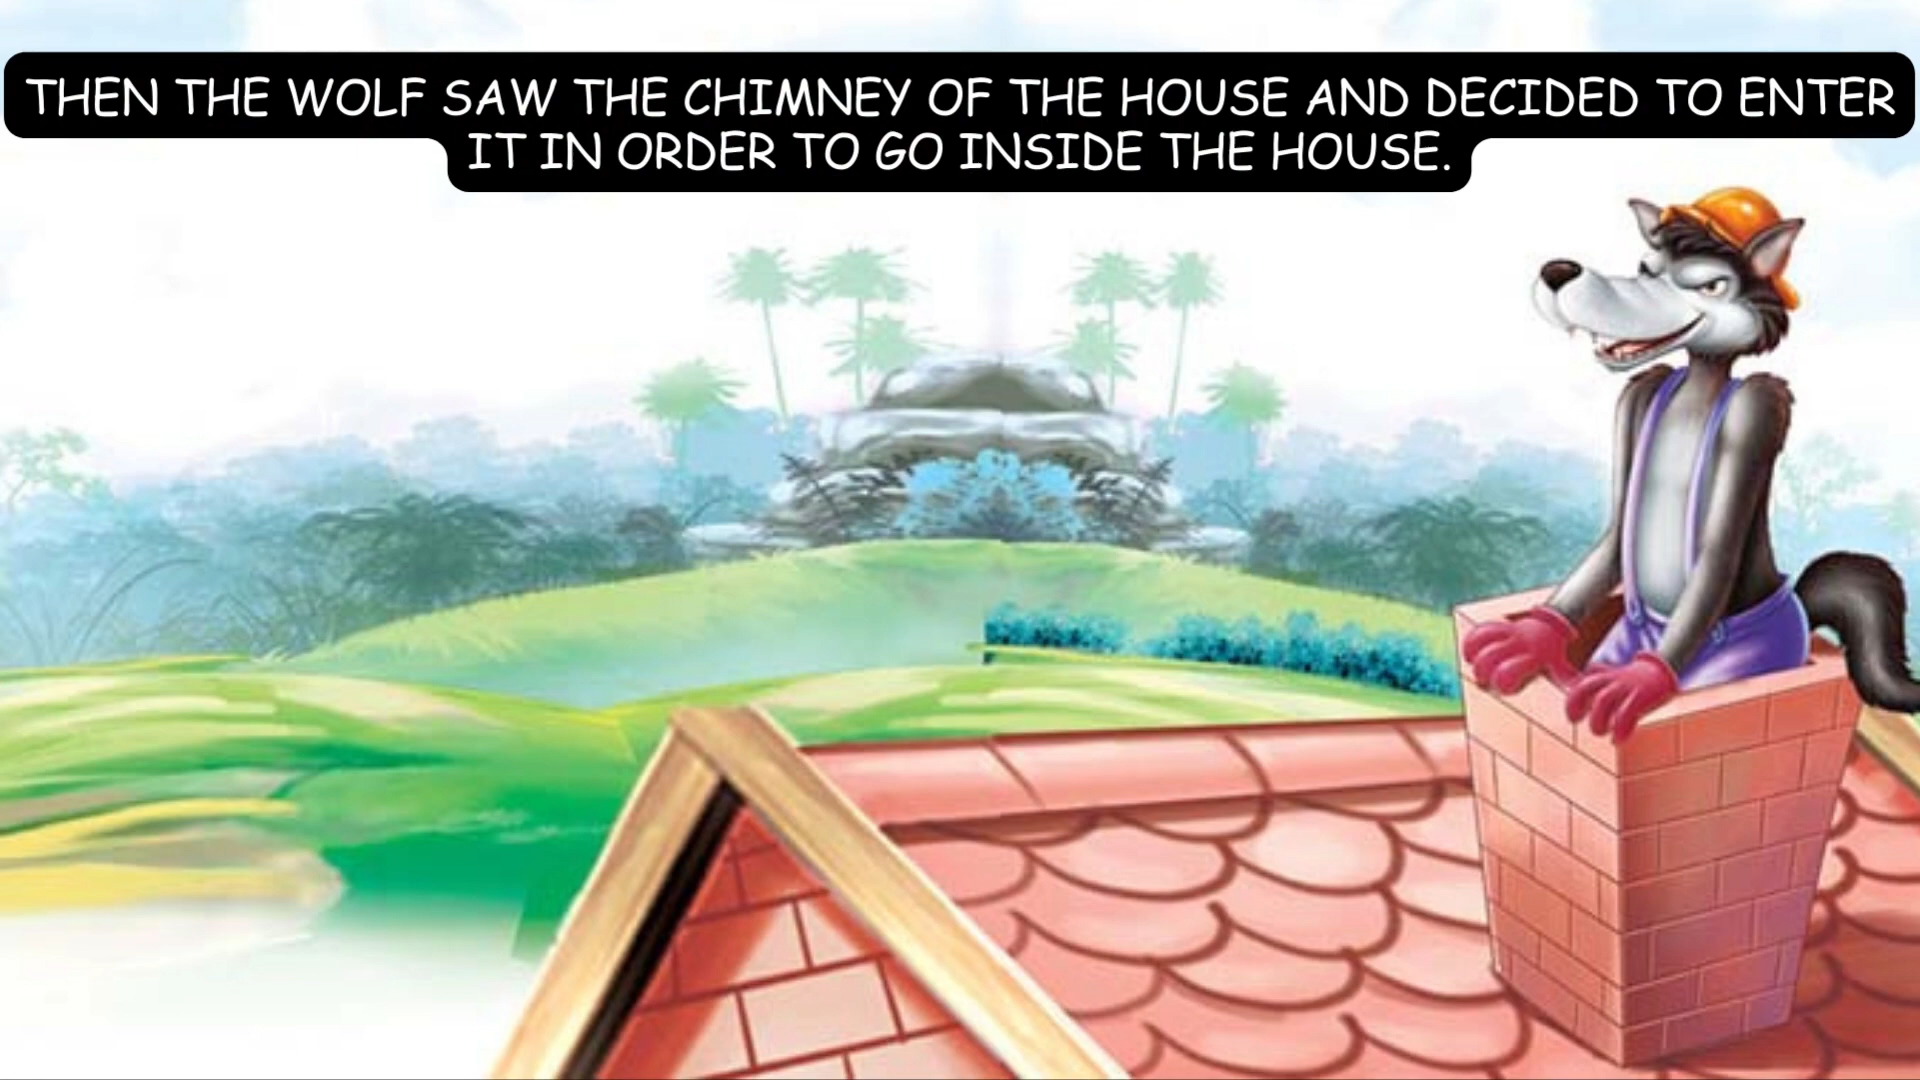 THEN THE WOLF SAW THE CHIMNEY OF THE HOUSE AND DECIDED TO ENTER
IT IN ORDER TO GO INSIDE THE HOUSE.